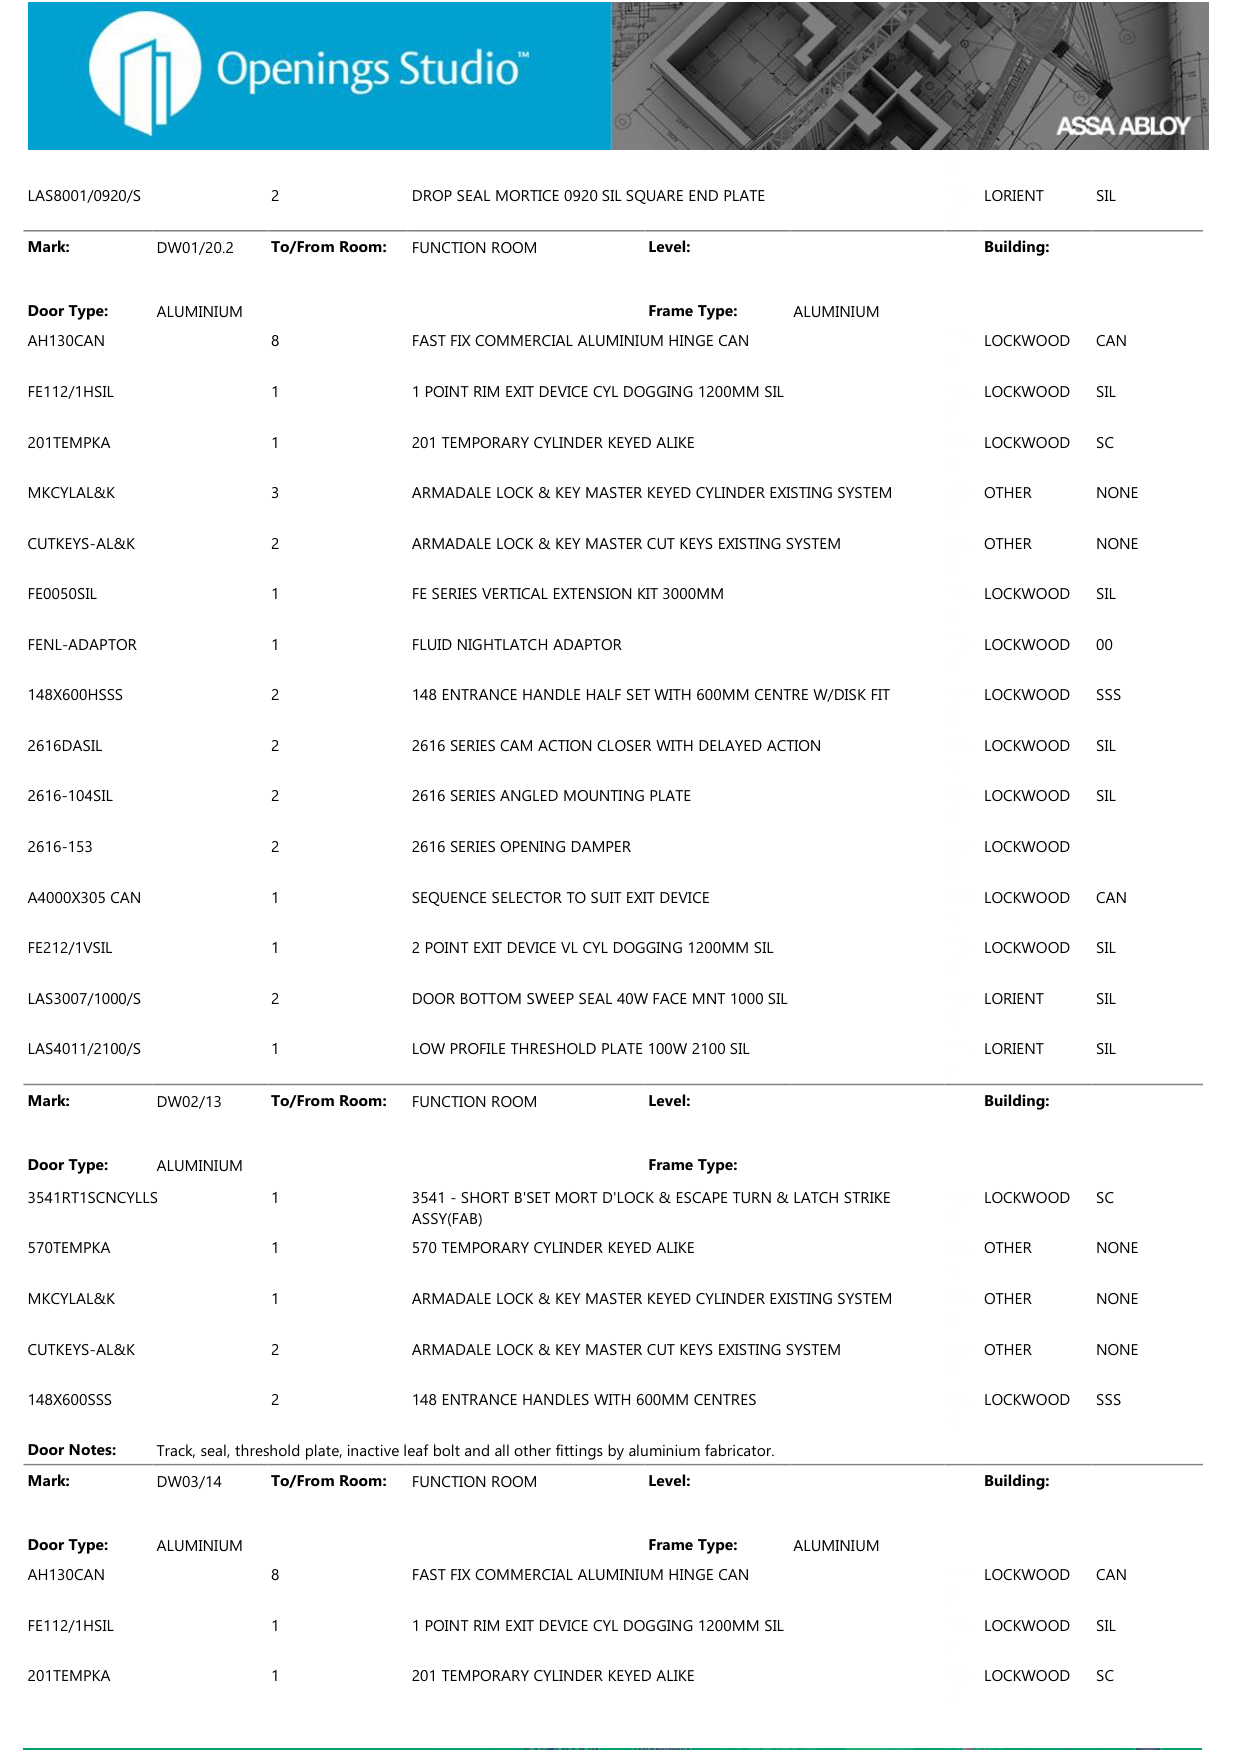 Openings Studio™
ASSA ABLOY
LAS8001/0920/S 2 DROP SEAL MORTICE 0920 SIL SQUARE END PLATE LORIENT SIL
Mark: DW01/20.2 To/From Room: FUNCTION ROOM Level: Building:
Door Type: ALUMINIUM Frame Type: ALUMINIUM
AH130CAN 8 FAST FIX COMMERCIAL ALUMINIUM HINGE CAN LOCKWOOD CAN
FE112/1HSIL 1 1 POINT RIM EXIT DEVICE CYL DOGGING 1200MM SIL LOCKWOOD SIL
201TEMPKA 1 201 TEMPORARY CYLINDER KEYED ALIKE LOCKWOOD SC
MKCYLAL&K 3 ARMADALE LOCK & KEY MASTER KEYED CYLINDER EXISTING SYSTEM OTHER NONE
CUTKEYS-AL&K 2 ARMADALE LOCK & KEY MASTER CUT KEYS EXISTING SYSTEM OTHER NONE
FE0050SIL 1 FE SERIES VERTICAL EXTENSION KIT 3000MM LOCKWOOD SIL
FENL-ADAPTOR 1 FLUID NIGHTLATCH ADAPTOR LOCKWOOD 00
148X600HSSS 2 148 ENTRANCE HANDLE HALF SET WITH 600MM CENTRE W/DISK FIT LOCKWOOD SSS
2616DASIL 2 2616 SERIES CAM ACTION CLOSER WITH DELAYED ACTION LOCKWOOD SIL
2616-104SIL 2 2616 SERIES ANGLED MOUNTING PLATE LOCKWOOD SIL
2616-153 2 2616 SERIES OPENING DAMPER LOCKWOOD
A4000X305 CAN 1 SEQUENCE SELECTOR TO SUIT EXIT DEVICE LOCKWOOD CAN
FE212/1VSIL 1 2 POINT EXIT DEVICE VL CYL DOGGING 1200MM SIL LOCKWOOD SIL
LAS3007/1000/S 2 DOOR BOTTOM SWEEP SEAL 40W FACE MNT 1000 SIL LORIENT SIL
LAS4011/2100/S 1 LOW PROFILE THRESHOLD PLATE 100W 2100 SIL LORIENT SIL
Mark: DW02/13 To/From Room: FUNCTION ROOM Level: Building:
Door Type: ALUMINIUM Frame Type:
3541RT1SCNCYLLS 1 3541 - SHORT B'SET MORT D'LOCK & ESCAPE TURN & LATCH STRIKE LOCKWOOD SC
ASSY(FAB)
570TEMPKA 1 570 TEMPORARY CYLINDER KEYED ALIKE OTHER NONE
MKCYLAL&K 1 ARMADALE LOCK & KEY MASTER KEYED CYLINDER EXISTING SYSTEM OTHER NONE
CUTKEYS-AL&K 2 ARMADALE LOCK & KEY MASTER CUT KEYS EXISTING SYSTEM OTHER NONE
148X600SSS 2 148 ENTRANCE HANDLES WITH 600MM CENTRES LOCKWOOD SSS
Door Notes: Track, seal, threshold plate, inactive leaf bolt and all other fittings by aluminium fabricator.
Mark: DW03/14 To/From Room: FUNCTION ROOM Level: Building:
Door Type: ALUMINIUM Frame Type: ALUMINIUM
AH130CAN 8 FAST FIX COMMERCIAL ALUMINIUM HINGE CAN LOCKWOOD CAN
FE112/1HSIL 1 1 POINT RIM EXIT DEVICE CYL DOGGING 1200MM SIL LOCKWOOD SIL
201TEMPKA 1 201 TEMPORARY CYLINDER KEYED ALIKE LOCKWOOD SC